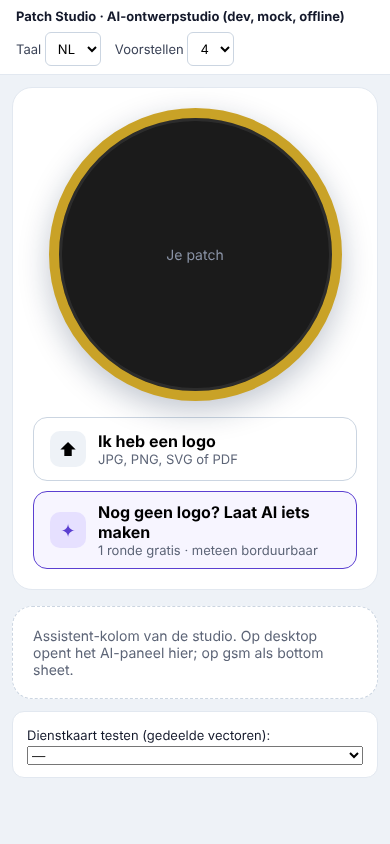 Patch Studio · AI-ontwerpstudio (dev, mock, offline)
Taal NL Voorstellen 4
Je patch
Ik heb een logo
JPG, PNG, SVG of PDF
Nog geen logo? Laat AI iets
maken
1 ronde gratis · meteen borduurbaar
Assistent-kolom van de studio. Op desktop
opent het AI-paneel hier; op gsm als bottom
sheet.
Dienstkaart testen (gedeelde vectoren):
—